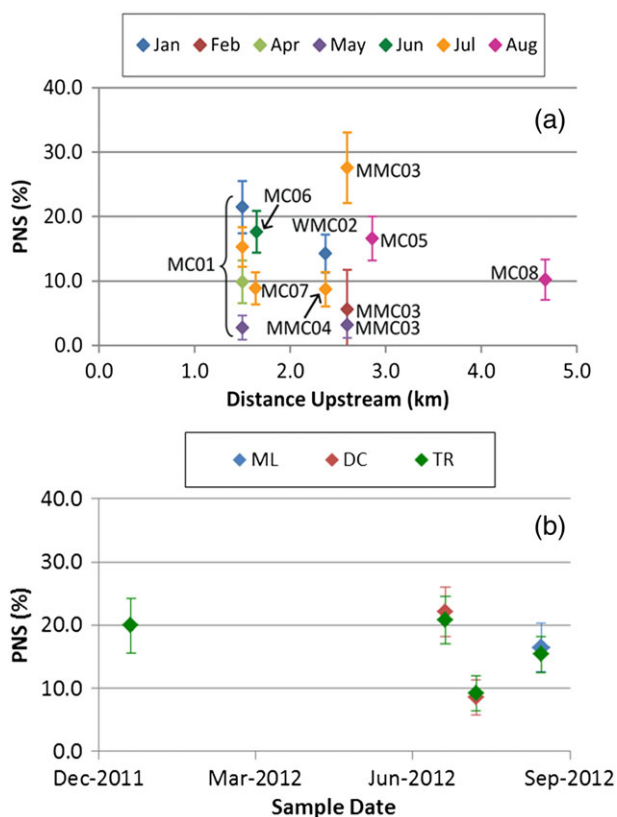 Jan Feb Apr May Jun Jul Aug
40.0
(a)
30.0
MMC03
MC06
20.0
WMC02
MC05
PNS (%)
MC01
MC08
10.0
MC07
MMC04
MMC03
MMC03
0.0
0.0 1.0 2.0 3.0 4.0 5.0
Distance Upstream (km)
ML DC TR
40.0
(b)
30.0
20.0
PNS (%)
10.0
0.0
Dec-2011 Mar-2012 Jun-2012 Sep-2012
Sample Date